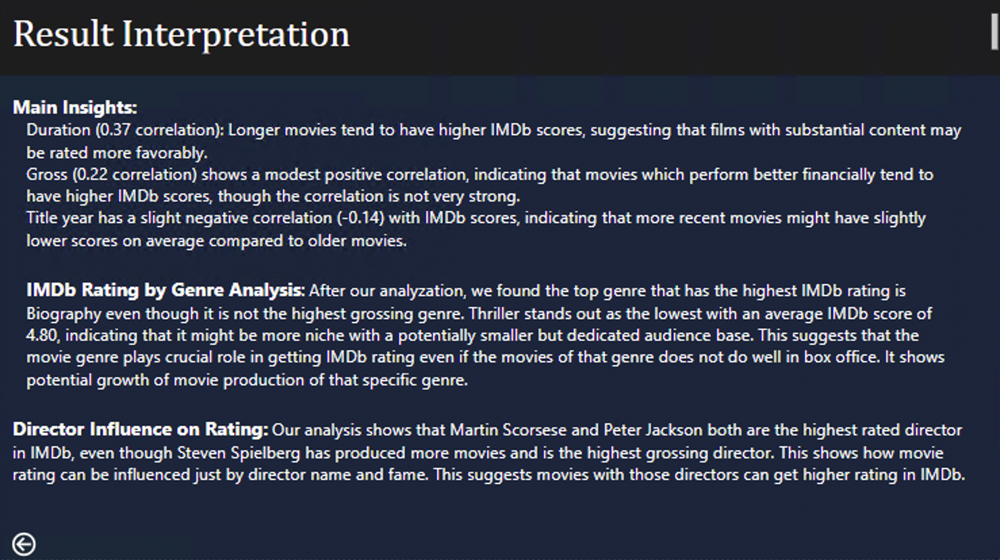 Result Interpretation
Main Insights:
Duration (0.37 correlation): Longer movies tend to have higher IMDb scores, suggesting that films with substantial content may
be rated more favorably.
Gross (0.22 correlation) shows a modest positive correlation, indicating that movies which perform better financially tend to
have higher IMDb scores, though the correlation is not very strong.
Title year has a slight negative correlation (-0.14) with IMDb scores, indicating that more recent movies might have slightly
lower scores on average compared to older movies.
IMDb Rating by Genre Analysis: After our analyzation, we found the top genre that has the highest IMDb rating is
Biography even though it is not the highest grossing genre. Thriller stands out as the lowest with an average IMDb score of
4.80, indicating that it might be more niche with a potentially smaller but dedicated audience base. This suggests that the
movie genre plays crucial role in getting IMDb rating even if the movies of that genre does not do well in box office. It shows
potential growth of movie production of that specific genre.
Director Influence on Rating: Our analysis shows that Martin Scorsese and Peter Jackson both are the highest rated director
in IMDb, even though Steven Spielberg has produced more movies and is the highest grossing director. This shows how movie
rating can be influenced just by director name and fame. This suggests movies with those directors can get higher rating in IMDb.